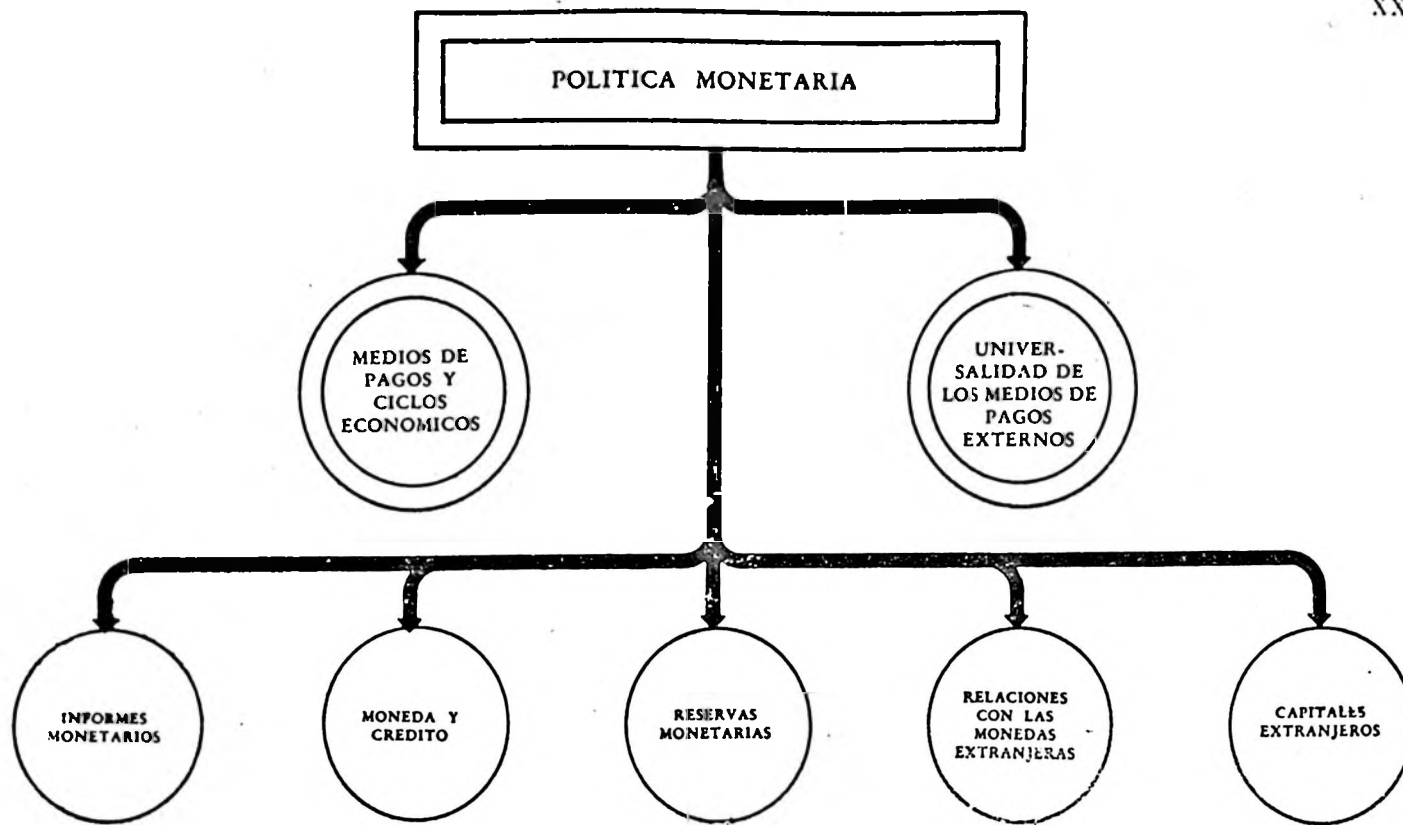 XX
POLITICA MONETARIA
MEDIOS DE
PAGOS Y
CICLOS
ECONOMICOS
UNIVER-
SALIDAD DE
LOS MEDIOS DE
PAGOS
EXTERNOS
INFORMES
MONETARIOS
MONEDA Y
CREDITO
RESERVAS
MONETARIAS
RELACIONES
CON LAS
MONEDAS
EXTRANJERAS
CAPITALES
EXTRANJEROS